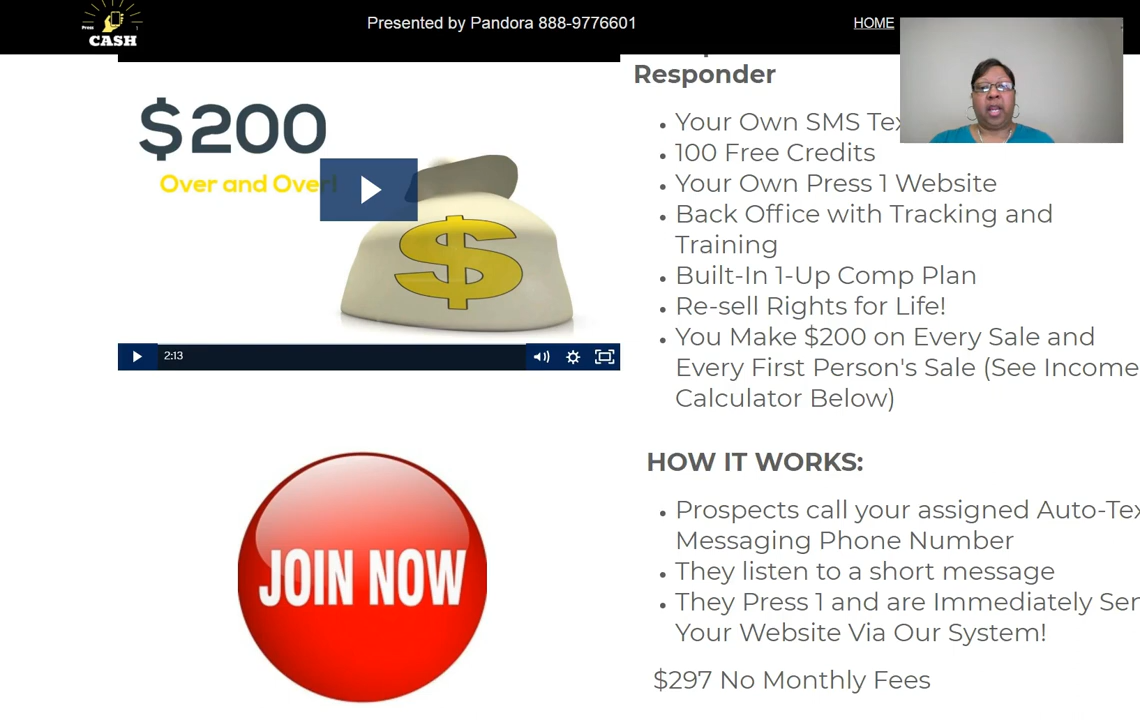 Press 1
CASH
Presented by Pandora 888-9776601
HOME
$200
Over and Over!
2:13
JOIN NOW
Responder
Your Own SMS
100 Free Credits
Your Own Press 1 Website
Back Office with Tracking and
Training
Built-In 1-Up Comp Plan
Re-sell Rights for Life!
You Make $200 on Every Sale and
Every First Person's Sale (See Income
Calculator Below)
HOW IT WORKS:
Prospects call your assigned
Messaging Phone Number
They listen to a short message
They Press 1 and are Immediately
Your Website Via Our System!
$297 No Monthly Fees